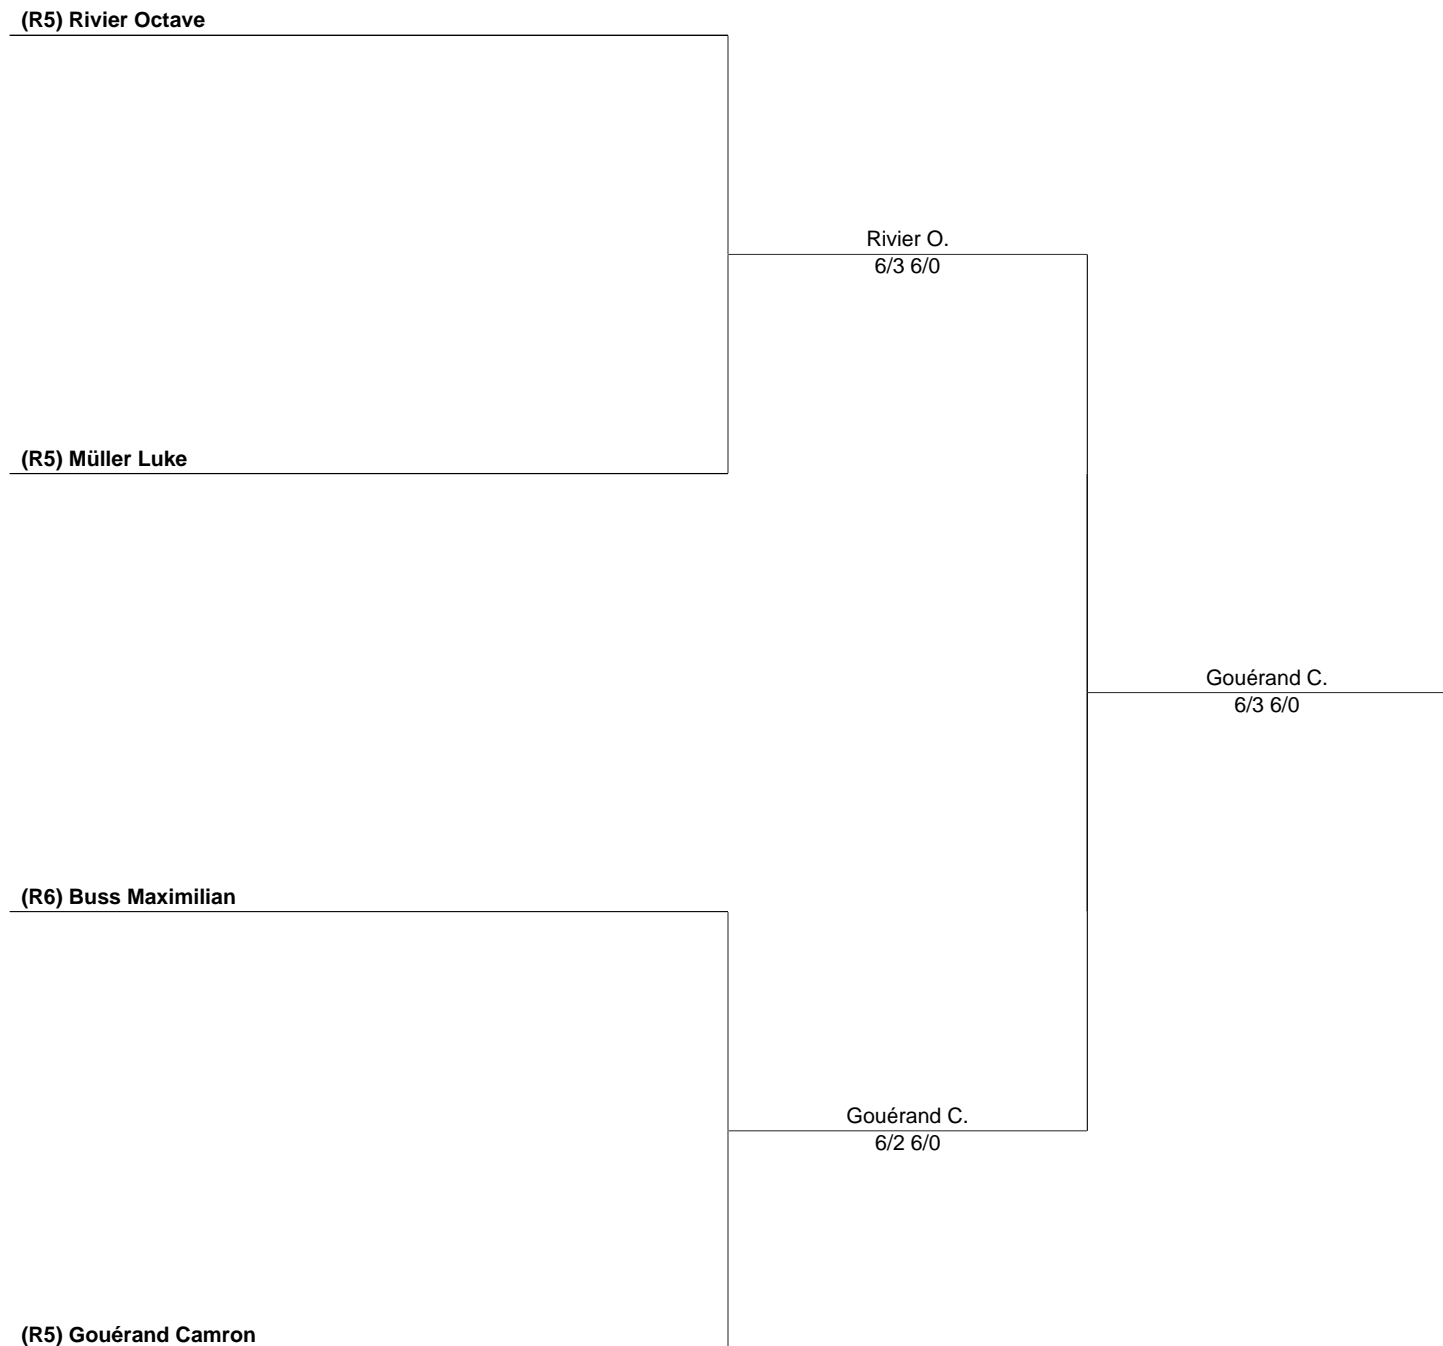 (R5) Rivier Octave
Rivier O.
6/3 6/0
(R5) Müller Luke
Gouérand C.
6/3 6/0
(R6) Buss Maximilian
Gouérand C.
6/2 6/0
(R5) Gouérand Camron